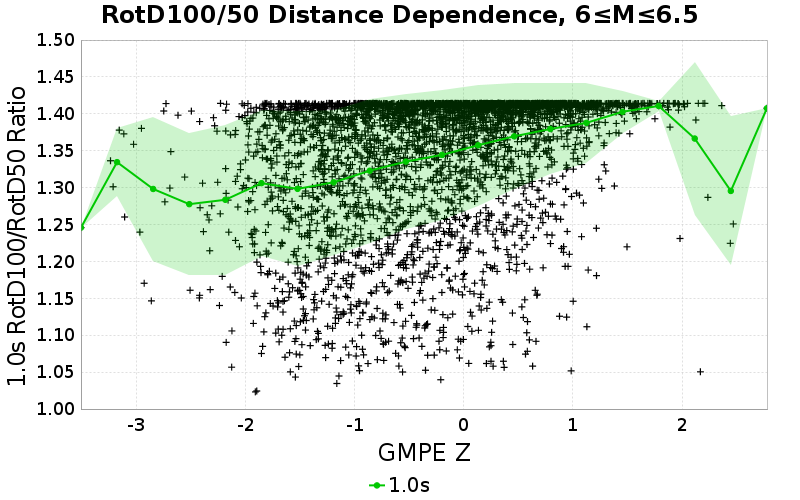 RotD100/50 Distance Dependence, 6≤M≤6.5
1.0s RotD100/RotD50 Ratio
1.50
1.45
1.40
1.35
1.30
1.25
1.20
1.15
1.10
1.05
1.00
-3 -2 -1 0 1 2
GMPE Z
1.0s